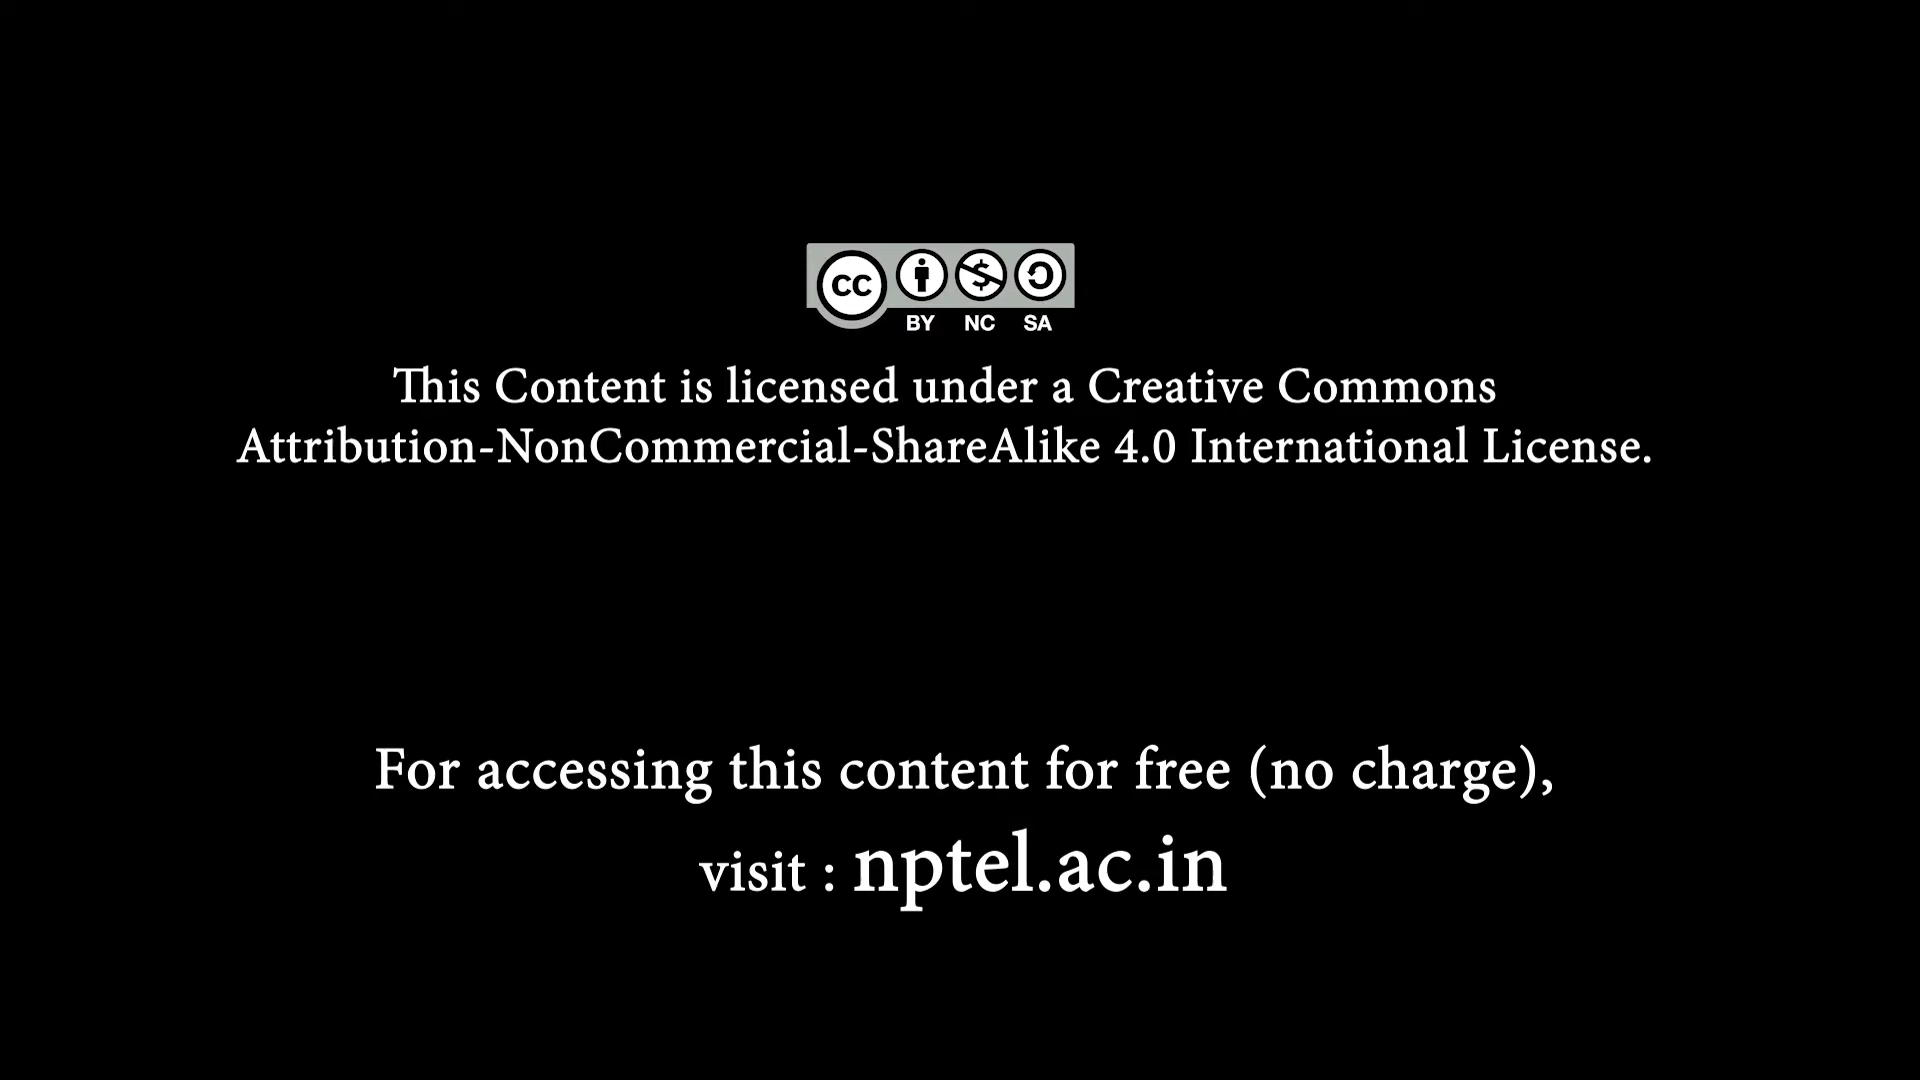 cc
BY NC SA
This Content is licensed under a Creative Commons
Attribution-NonCommercial-ShareAlike 4.0 International License.
For accessing this content for free (no charge),
visit : nptel.ac.in